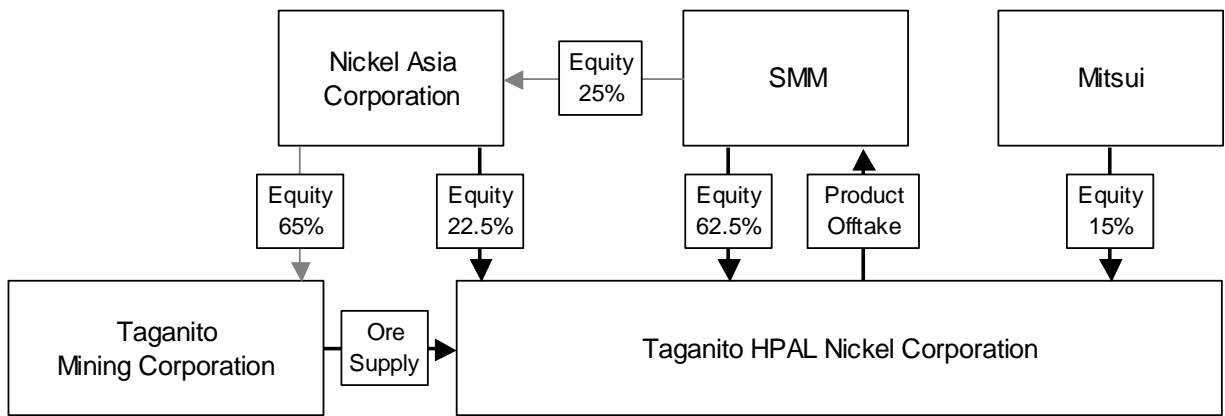 Nickel Asia
Corporation
Equity
25%
SMM
Mitsui
Equity
65%
Equity
22.5%
Equity
62.5%
Product
Offtake
Equity
15%
Taganito
Mining Corporation
Ore
Supply
Taganito HPAL Nickel Corporation